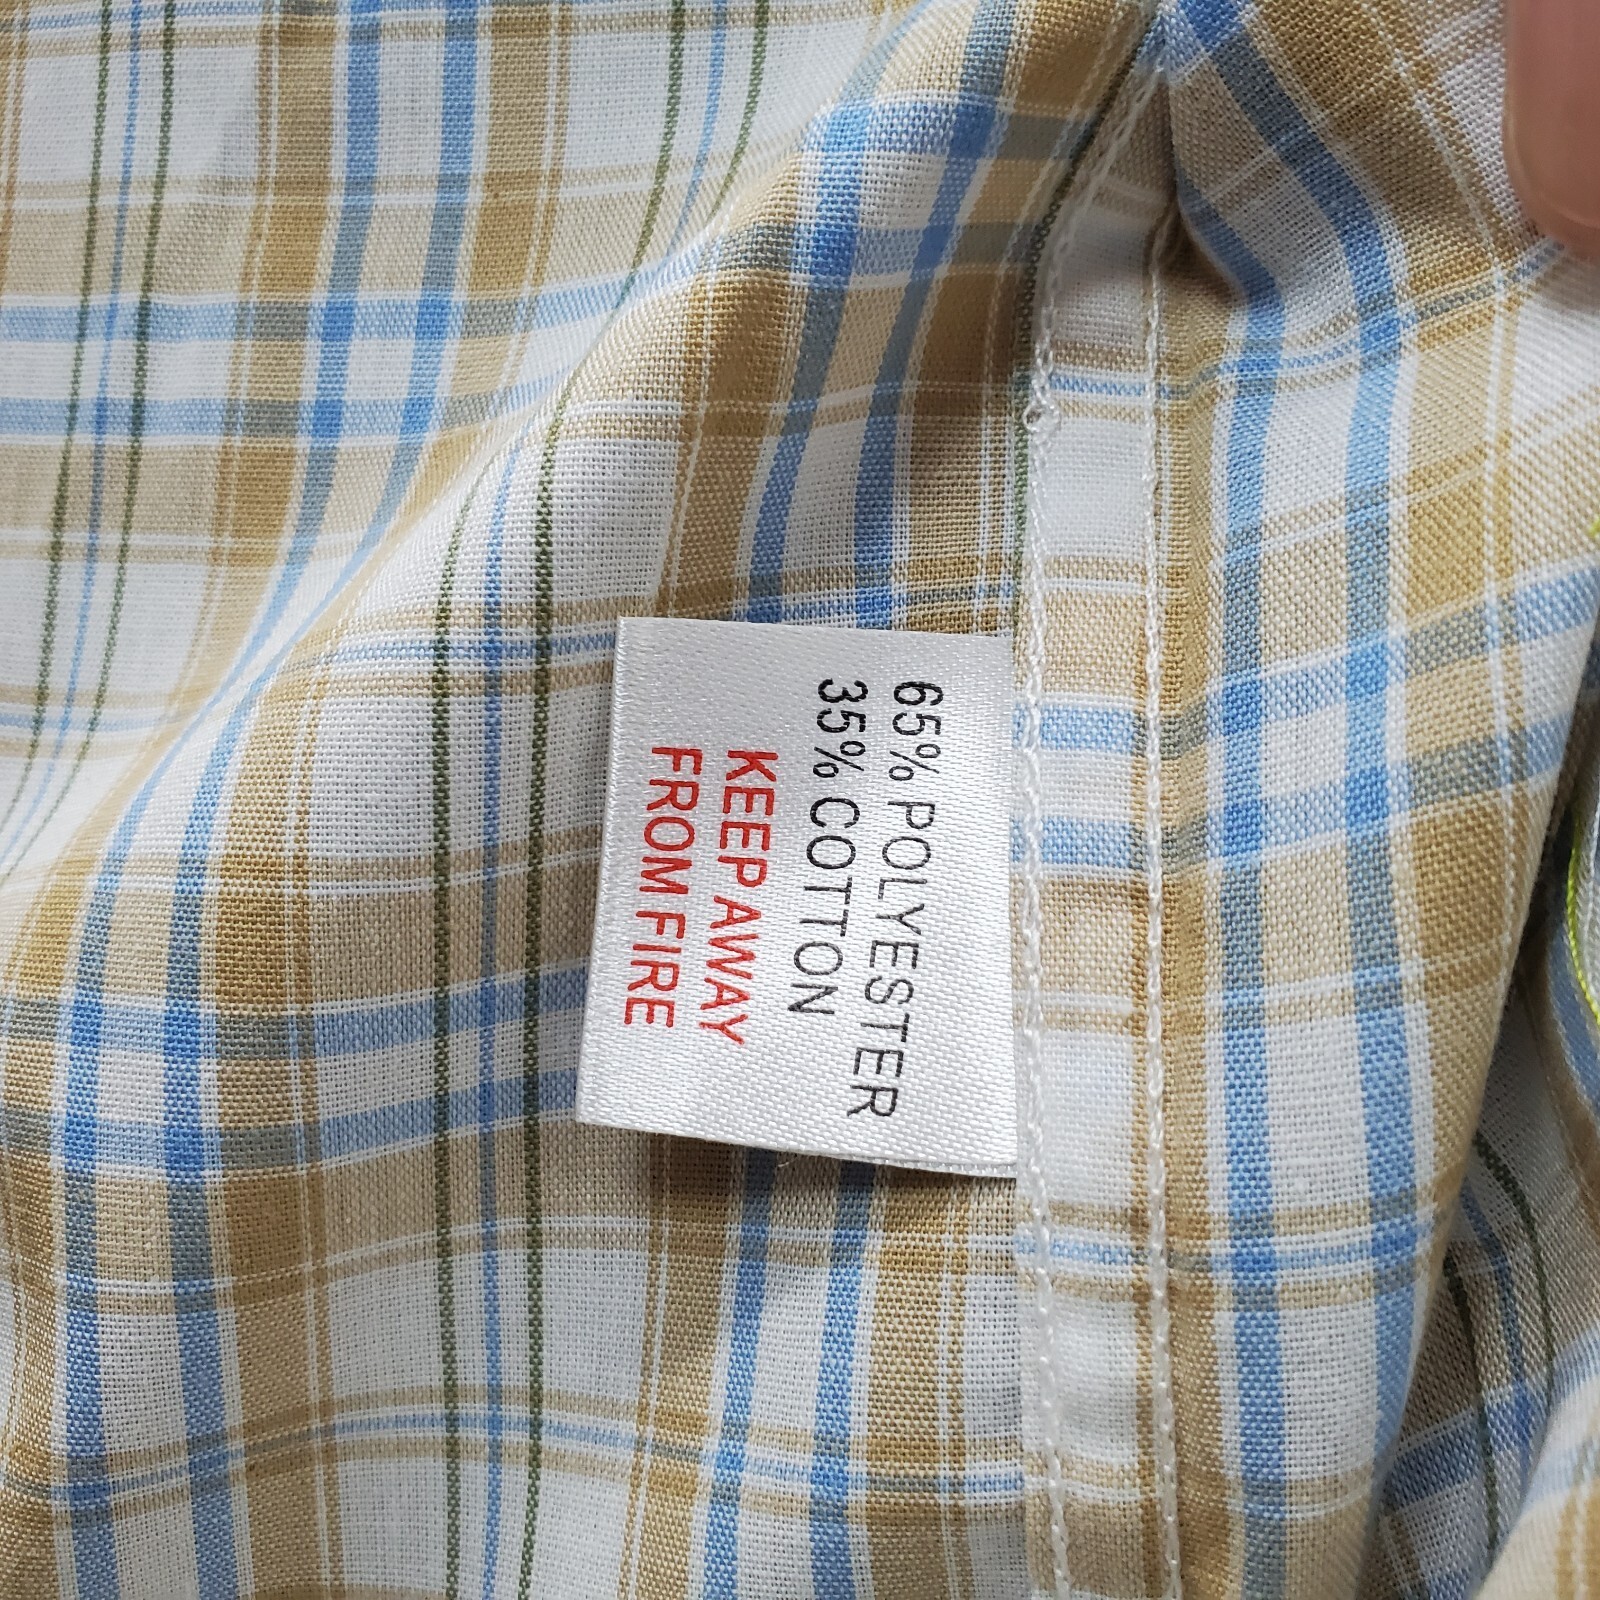 65% POLYESTER
35% COTTON
KEEP AWAY
FROM FIRE